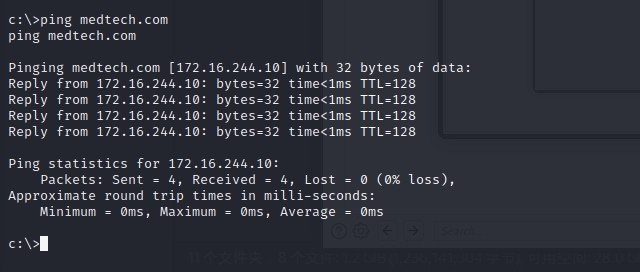 c:\>ping medtech.com
ping medtech.com
Pinging medtech.com [172.16.244.10] with 32 bytes of data:
Reply from 172.16.244.10: bytes=32 time<1ms TTL=128
Reply from 172.16.244.10: bytes=32 time<1ms TTL=128
Reply from 172.16.244.10: bytes=32 time<1ms TTL=128
Reply from 172.16.244.10: bytes=32 time<1ms TTL=128
Ping statistics for 172.16.244.10:
    Packets: Sent = 4, Received = 4, Lost = 0 (0% loss),
Approximate round trip times in milli-seconds:
    Minimum = 0ms, Maximum = 0ms, Average = 0ms
c:\>